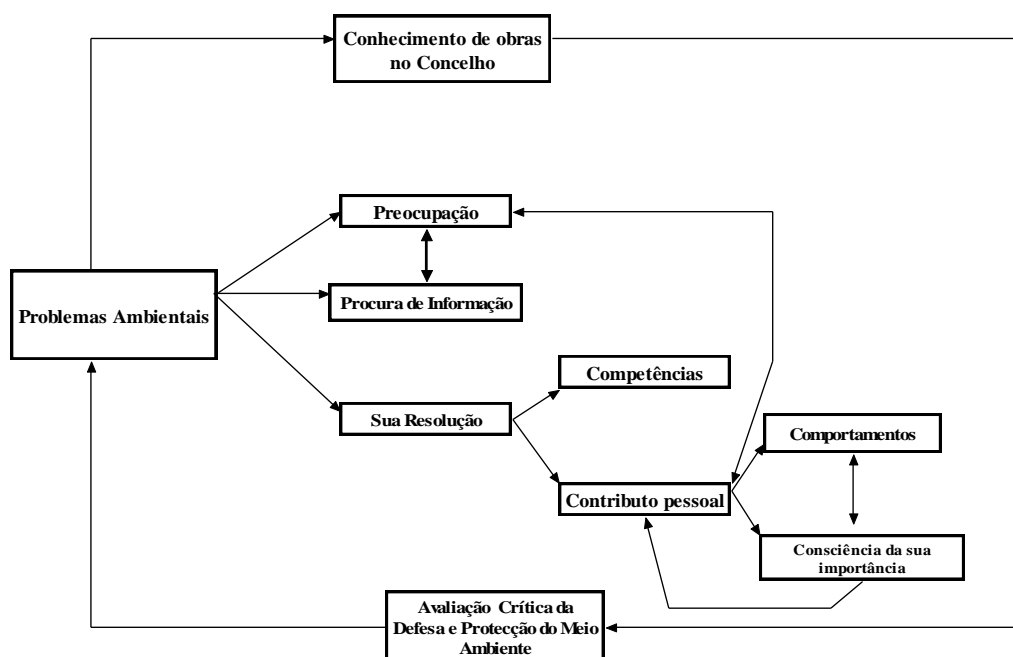 Conhecimento de obras
no Concelho
Preocupação
Procura de Informação
Problemas Ambientais
Competências
Sua Resolução
Comportamentos
Contributo pessoal
Consciência da sua
importância
Avaliação Crítica da
Defesa e Protecção do Meio
Ambiente